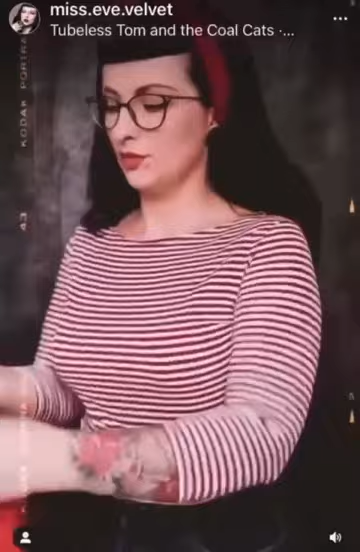 miss.eve.velvet
Tubeless Tom and the Coal Cats ·...
KODAK PORTRA
43